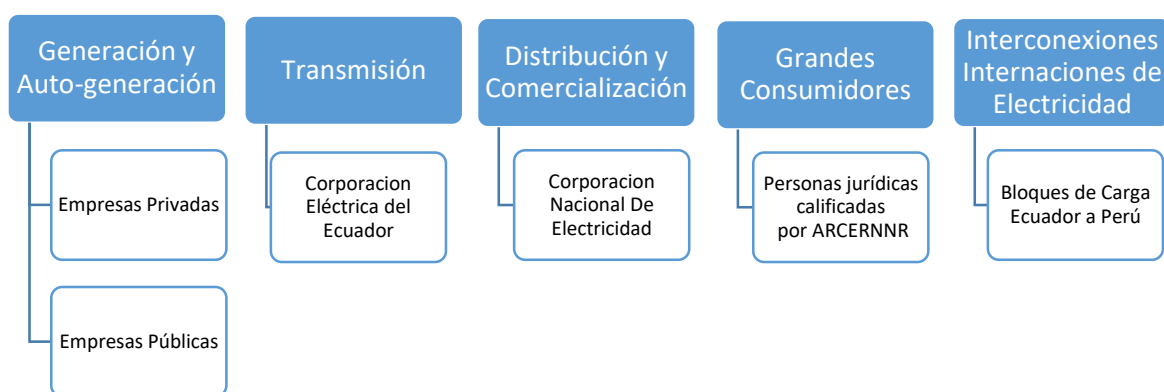 Generación y
Auto-generación
Empresas Privadas
Empresas Públicas
Transmisión
Corporacion
Eléctrica del
Ecuador
Distribución y
Comercialización
Corporacion
Nacional De
Electricidad
Grandes
Consumidores
Personas jurídicas
calificadas
por ARCERNNR
Interconexiones
Internaciones de
Electricidad
Bloques de Carga
Ecuador a Perú